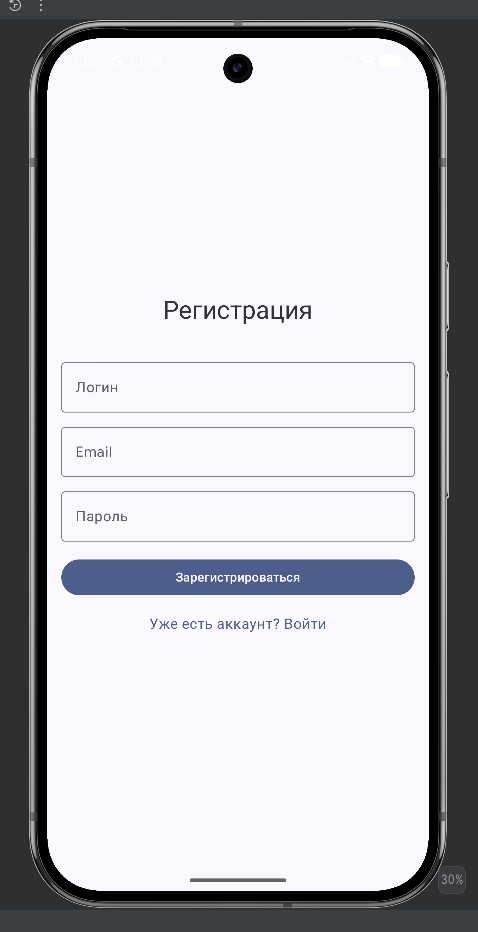 Регистрация
Логин
Email
Пароль
Зарегистрироваться
Уже есть аккаунт? Войти
30%